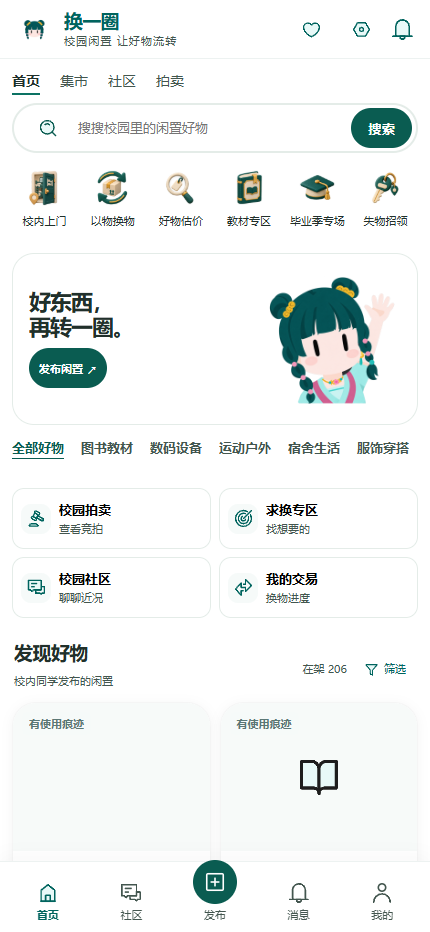 换一圈
校园闲置 让好物流转
首页 集市 社区 拍卖
搜搜校园里的闲置好物 搜索
校内上门 以物换物 好物估价 教材专区 毕业季专场 失物招领
好东西，
再转一圈。
发布闲置 ↗
全部好物 图书教材 数码设备 运动户外 宿舍生活 服饰穿搭
校园拍卖 求换专区
查看竞拍 找想要的
校园社区 我的交易
聊聊近况 换物进度
发现好物
校内同学发布的闲置 在架 206 筛选
有使用痕迹 有使用痕迹
首页 社区 发布 消息 我的